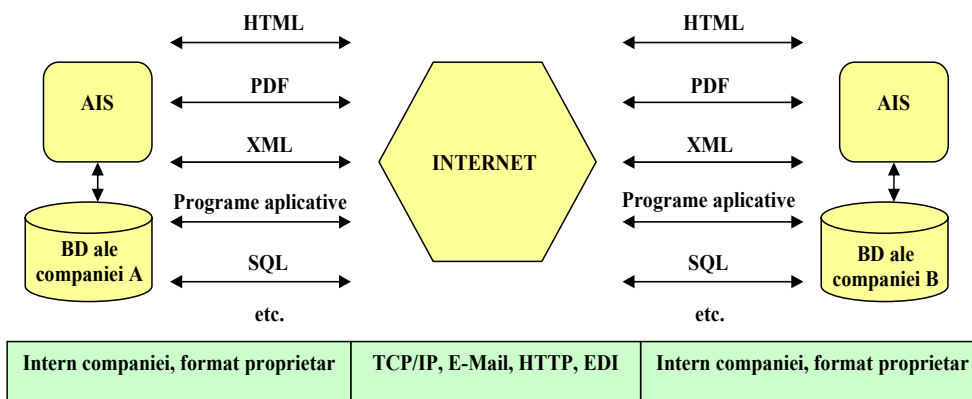 HTML
HTML
AIS
PDF
INTERNET
PDF
AIS
XML
XML
Programe aplicative
Programe aplicative
BD ale
companiei A
SQL
SQL
BD ale
companiei B
etc.
etc.
Intern companiei, format proprietar
TCP/IP, E-Mail, HTTP, EDI
Intern companiei, format proprietar